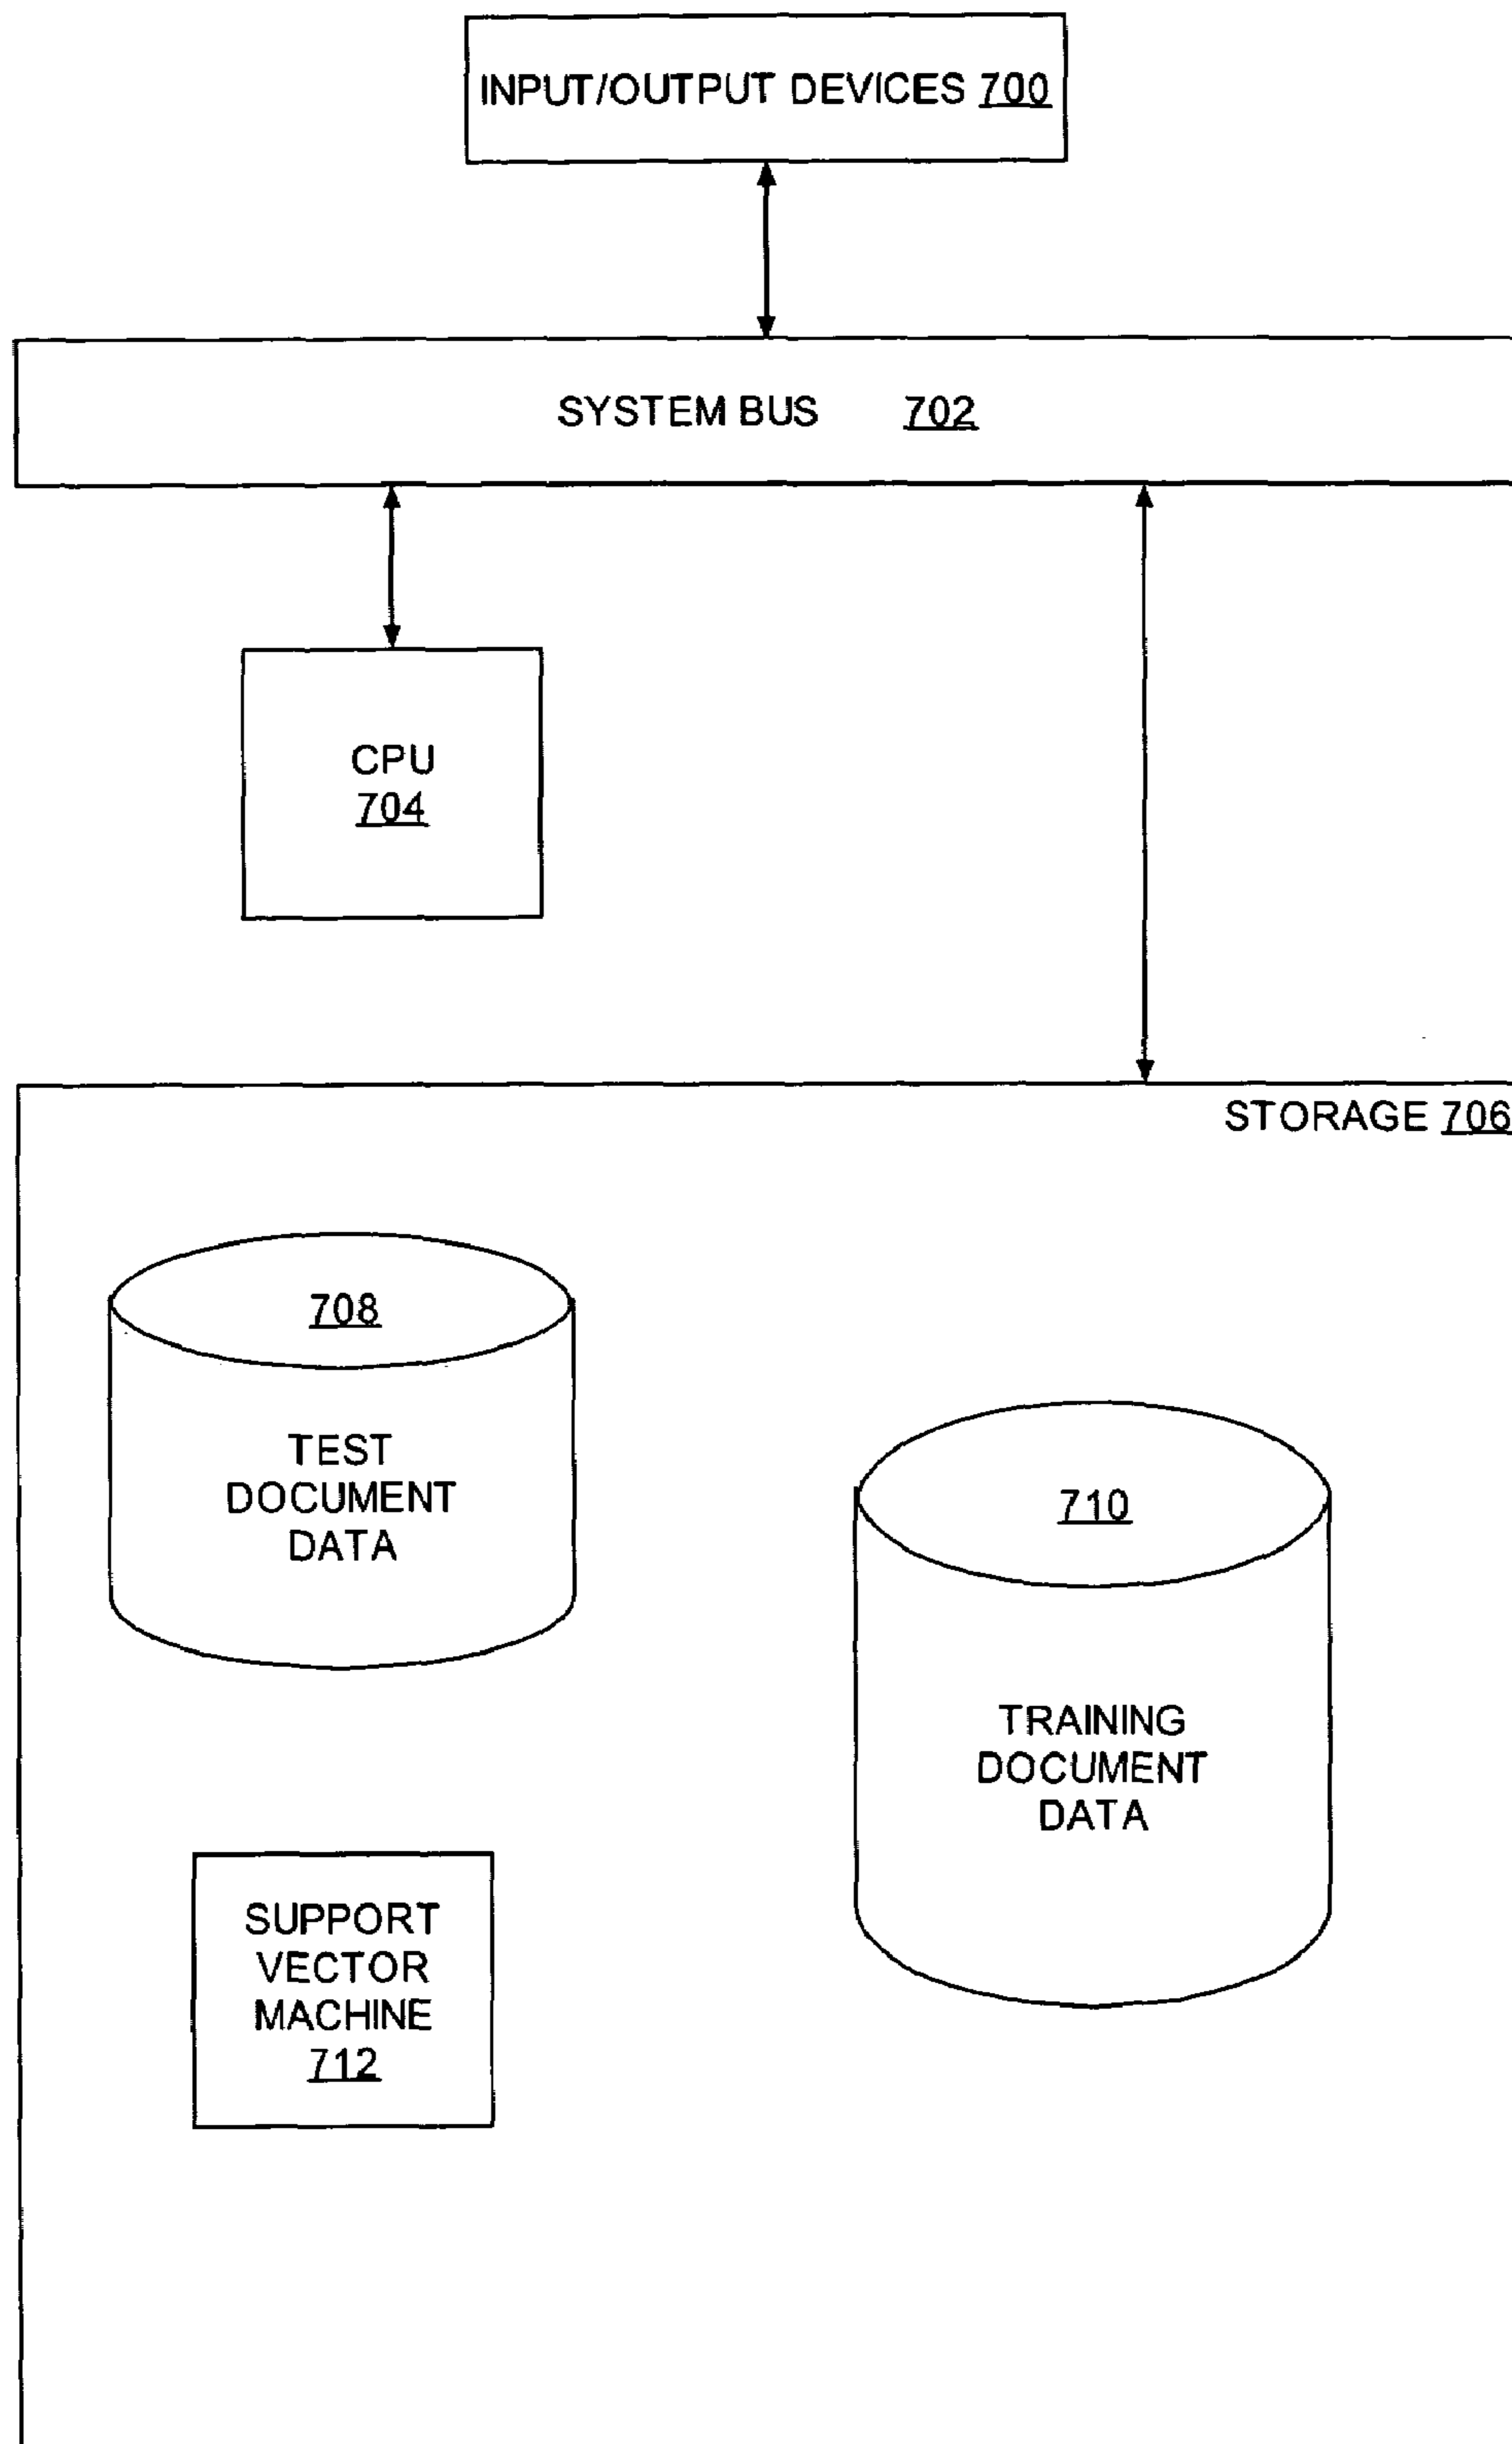 INPUT/OUTPUT DEVICES 700
SYSTEM BUS 702
CPU
704
STORAGE 706
708
TEST
DOCUMENT
DATA
710
TRAINING
DOCUMENT
DATA
SUPPORT
VECTOR
MACHINE
712